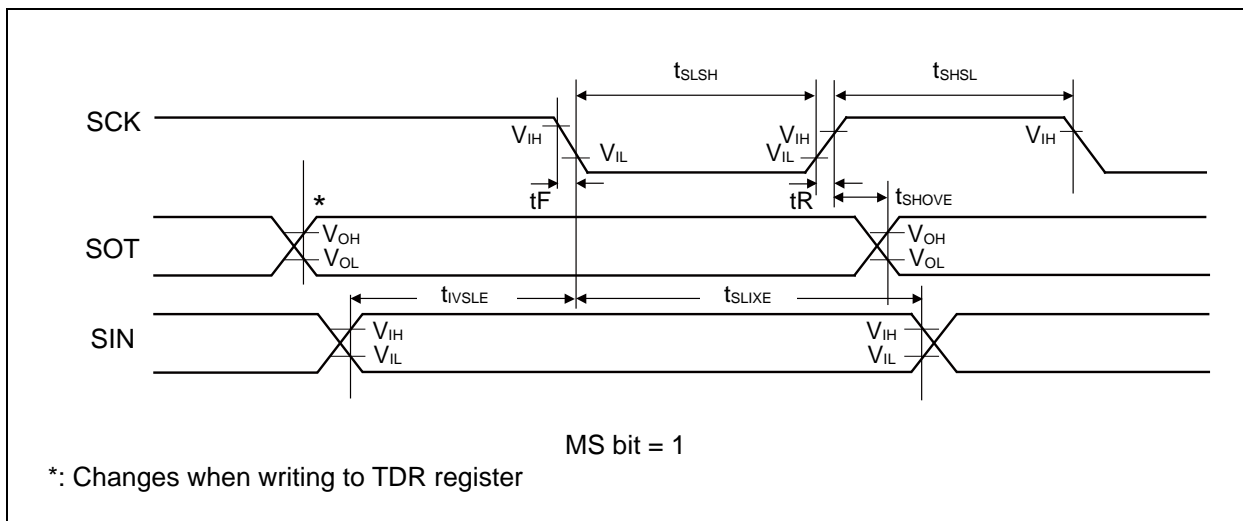 tSLSH
tSHSL
SCK
VIH
VIL
VIH
VIL
VIH
tF
tR
tSHOVE
*
SOT
VOH
VOL
VOH
VOL
tIVSLE
tSLIXE
SIN
VIH
VIL
VIH
VIL
MS bit = 1
*: Changes when writing to TDR register